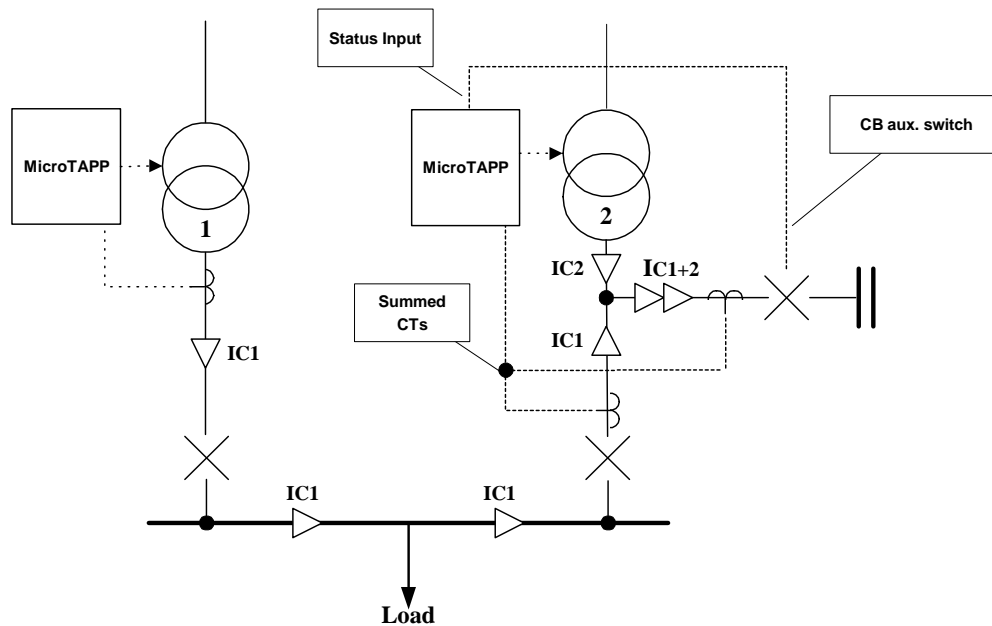 Status Input
CB aux. switch
MicroTAPP
MicroTAPP
1
2
IC2
IC1+2
Summed
CTs
IC1
IC1
IC1
IC1
Load